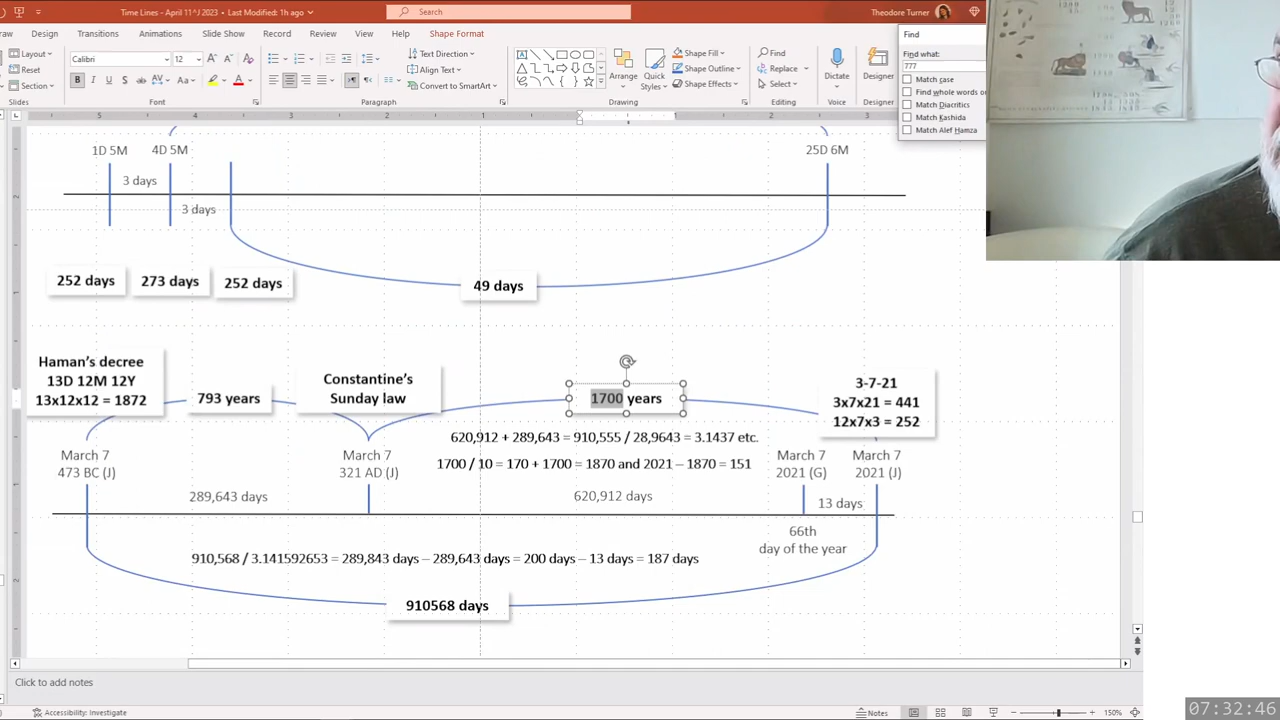 Time Lines - April 11^J 2023 • Last Modified: 1h ago
Search
Theodore Turner
Design
Transitions
Animations
Slide Show
Record
Review
View
Help
Shape Format
Layout
Reset
Section
Slides
Calibri
12
Font
Text Direction
Align Text
Convert to SmartArt
Paragraph
Arrange
Quick
Styles
Shape Fill
Shape Outline
Shape Effects
Drawing
Find
Replace
Select
Editing
Dictate
Voice
Designer
Designer
Find
Find what:
777
Match case
Find whole words
Match Diacritics
Match Kashida
Match Alef Hamza
1D 5M
4D 5M
25D 6M
3 days
3 days
252 days
273 days
252 days
49 days
Haman's decree
13D 12M 12Y
13x12x12 = 1872
793 years
Constantine's
Sunday law
1700 years
3-7-21
3x7x21 = 441
12x7x3 = 252
620,912 + 289,643 = 910,555 / 28,9643 = 3.1437 etc.
1700 / 10 = 170 + 1700 = 1870 and 2021 – 1870 = 151
March 7
473 BC (J)
March 7
321 AD (J)
March 7
2021 (G)
March 7
2021 (J)
289,643 days
620,912 days
13 days
66th
day of the year
910,568 / 3.141592653 = 289,843 days – 289,643 days = 200 days – 13 days = 187 days
910568 days
Click to add notes
Accessibility: Investigate
Notes
150%
07:32:46